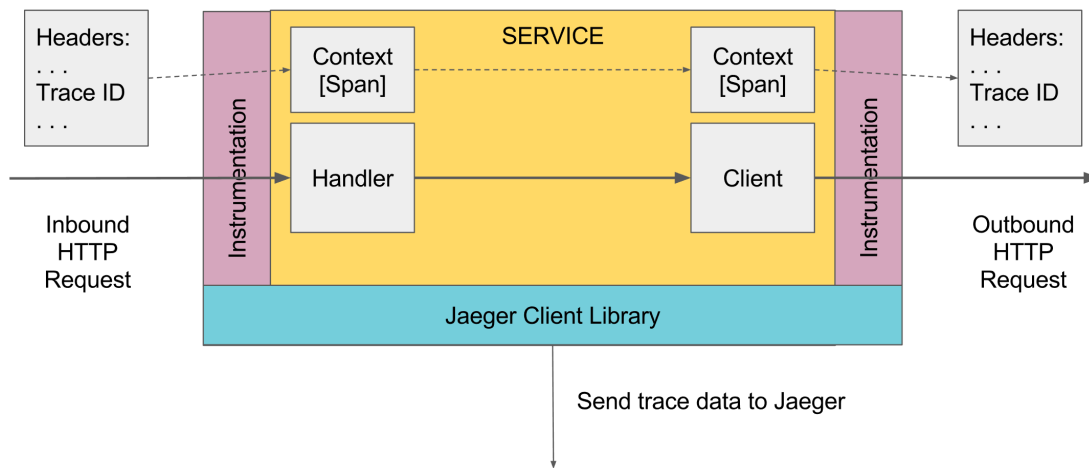 Headers:
. . .
Trace ID
. . .
Inbound
HTTP
Request
Instrumentation
SERVICE
Context
[Span]
Context
[Span]
Handler
Client
Instrumentation
Headers:
. . .
Trace ID
. . .
Outbound
HTTP
Request
Jaeger Client Library
Send trace data to Jaeger